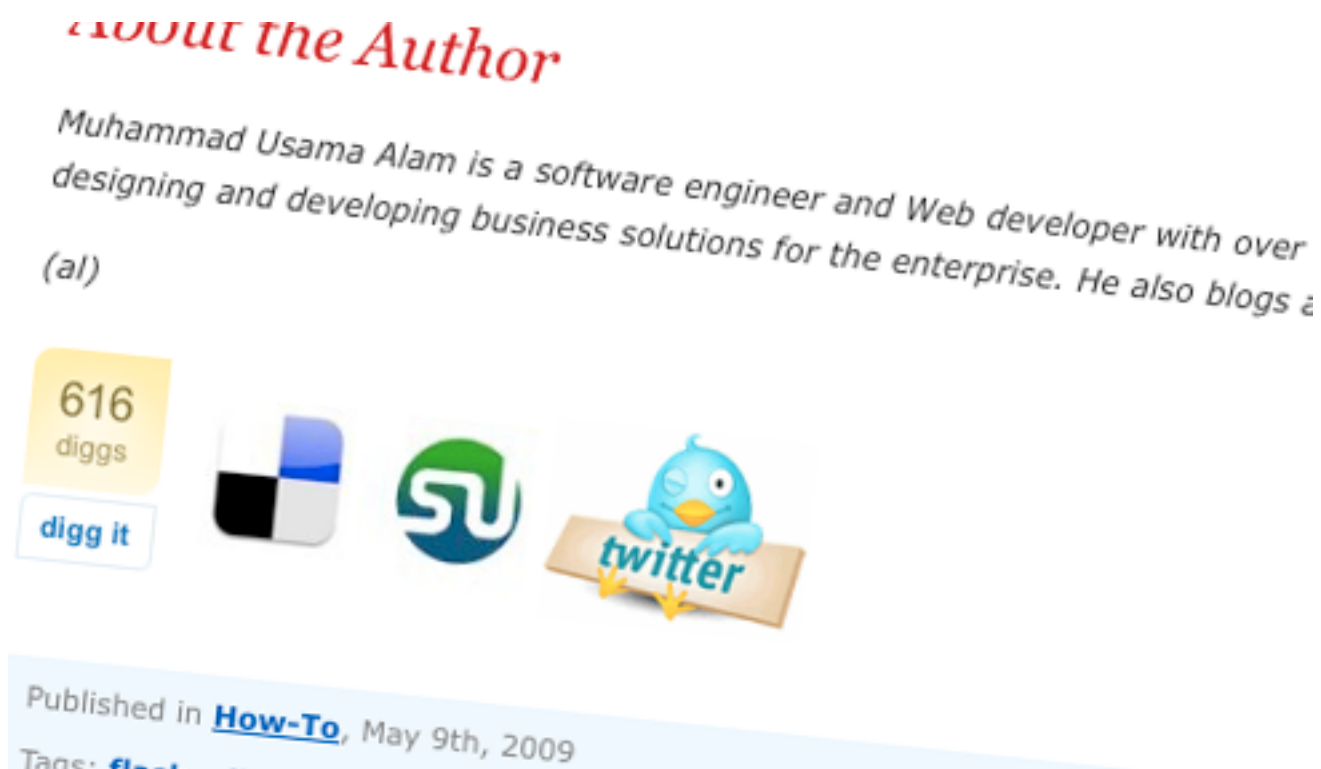 About the Author
Muhammad Usama Alam is a software engineer and Web developer with over
designing and developing business solutions for the enterprise. He also blogs
(al)
616
diggs
digg it
SU
twitter
Published in How-To, May 9th, 2009
Tags: